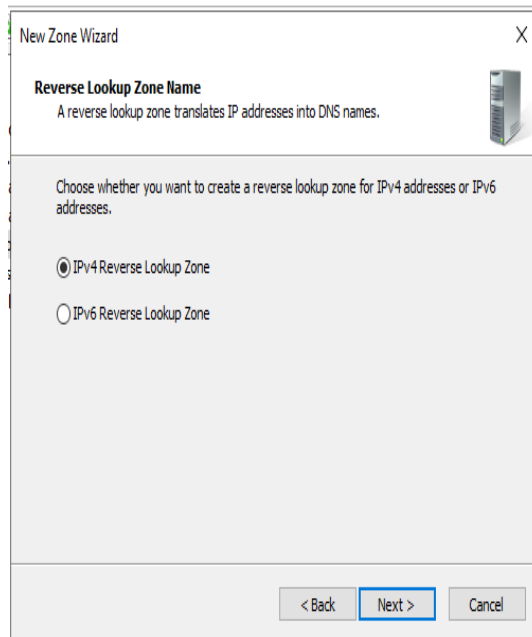 New Zone Wizard
X
Reverse Lookup Zone Name
A reverse lookup zone translates IP addresses into DNS names.
Choose whether you want to create a reverse lookup zone for IPv4 addresses or IPv6
addresses.
IPv4 Reverse Lookup Zone
IPv6 Reverse Lookup Zone
< Back
Next >
Cancel